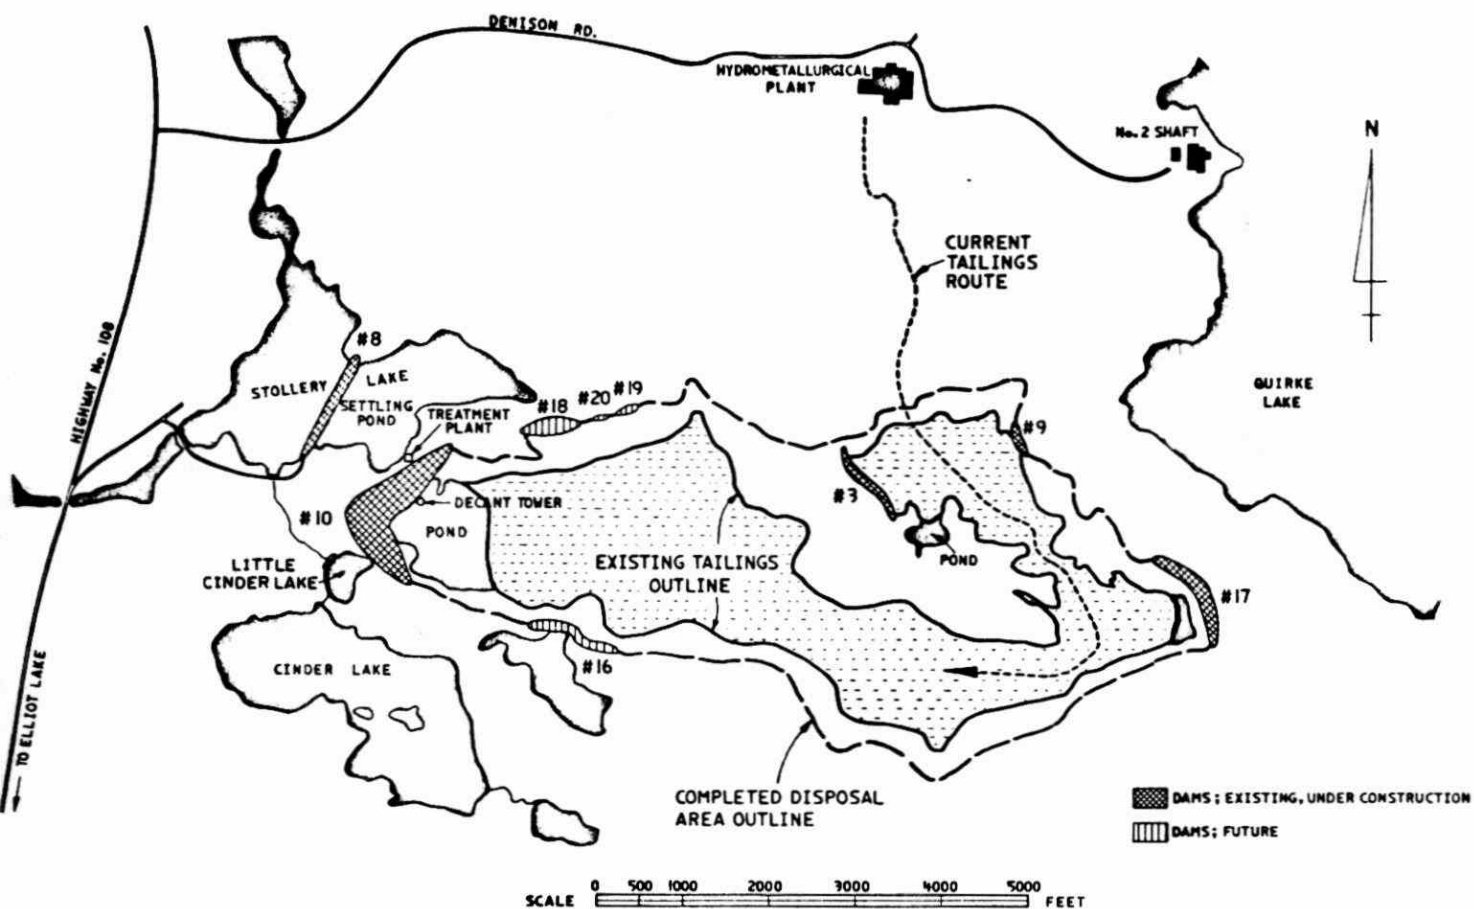 DENISON RD.
HYDROMETALLURGICAL
PLANT
No. 2 SHAFT
N
CURRENT
TAILINGS
ROUTE
HIGHWAY No. 108
#8
STOLLERY LAKE
SETTLING
POND
TREATMENT
PLANT
#18
#20
#19
QUIRKE
LAKE
#9
#3
#10
DECANT TOWER
POND
EXISTING TAILINGS
OUTLINE
POND
LITTLE
CINDER LAKE
#17
CINDER LAKE
#16
TO ELLIOT LAKE
COMPLETED DISPOSAL
AREA OUTLINE
DAMS; EXISTING, UNDER CONSTRUCTION
DAMS; FUTURE
SCALE 0 500 1000 2000 3000 4000 5000 FEET